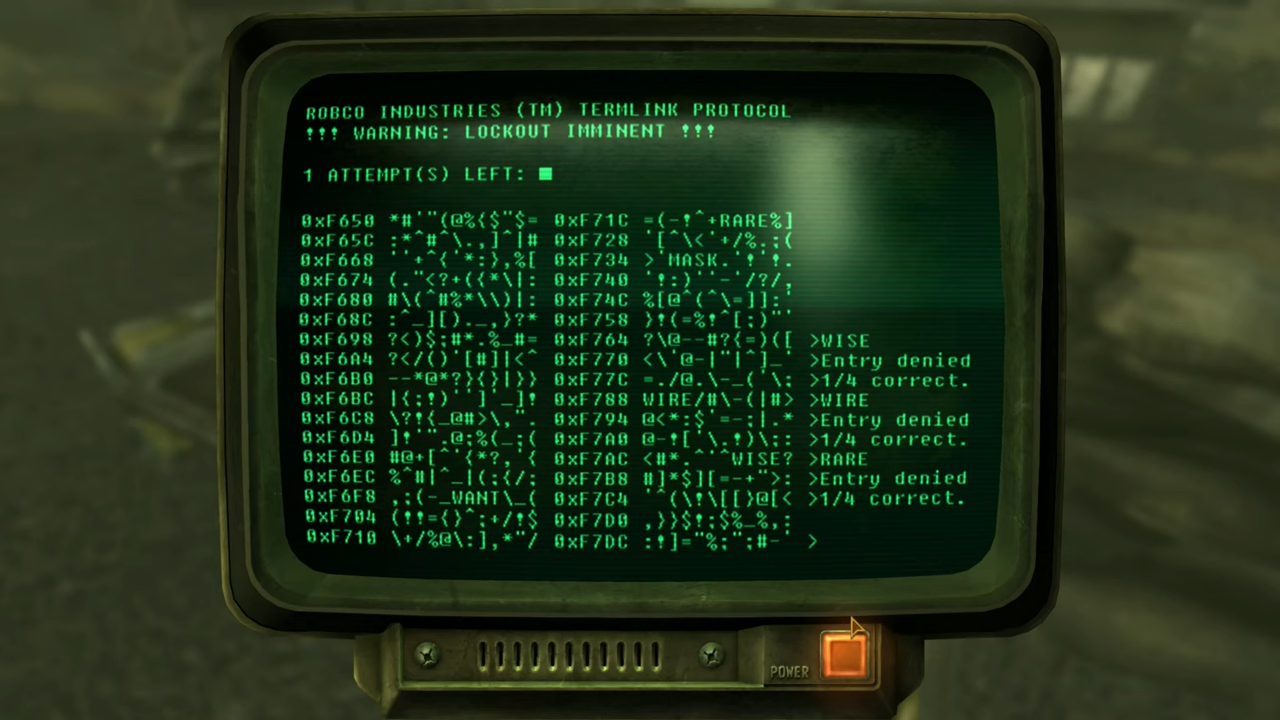 ROBCO INDUSTRIES (TM) TERMLINK PROTOCOL
!!! WARNING: LOCKOUT IMMINENT !!!
1 ATTEMPT(S) LEFT:
0xF650 *#'"(@%{$"$= 0xF71C =(-!^+RARE%]
0xF65C :*^#^\.,]^|# 0xF728 '[^\<'+/%.;(
0xF668 ''+^{'*:},%[ 0xF734 >'MASK.'!'!.
0xF674 (."<?+({*\|: 0xF740 '!:)''-'/?/,
0xF680 #\(^#%*\\)|: 0xF74C %[@^(^\=]]:'
0xF68C :^_][)._,}?* 0xF758 }!(=%!^[;)"'
0xF698 ?<)$;#*.%_#= 0xF764 ?\@--#?{=)([ >WISE
0xF6A4 ?</()'[#]|<^ 0xF770 <\'@-|"|^]_' >Entry denied
0xF6B0 --*@*?}{}|}} 0xF77C =./@.\-_('\; >1/4 correct.
0xF6BC |{;!)'']'_]! 0xF788 WIRE/#\-(|#> >WIRE
0xF6C8 \?!{_@#>\,"  0xF794 @<*:$'=-;|.* >Entry denied
0xF6D4 ]!'".@;%(_;( 0xF7A0 @-!['\.!)\:: >1/4 correct.
0xF6E0 #@+[^'{*?,'{ 0xF7AC <#*.^'^WISE? >RARE
0xF6EC %^#|^_|(:{/; 0xF7B8 #]*$][=-+">: >Entry denied
0xF6F8 ,;(-_WANT\_( 0xF7C4 '^(\!\[[}@[< >1/4 correct.
0xF704 (!!={}^;+/!$ 0xF7D0 ,}}$!;$%_%,;
0xF710 \+/%@\:],*"/ 0xF7DC :!]="%;";#-' >
POWER